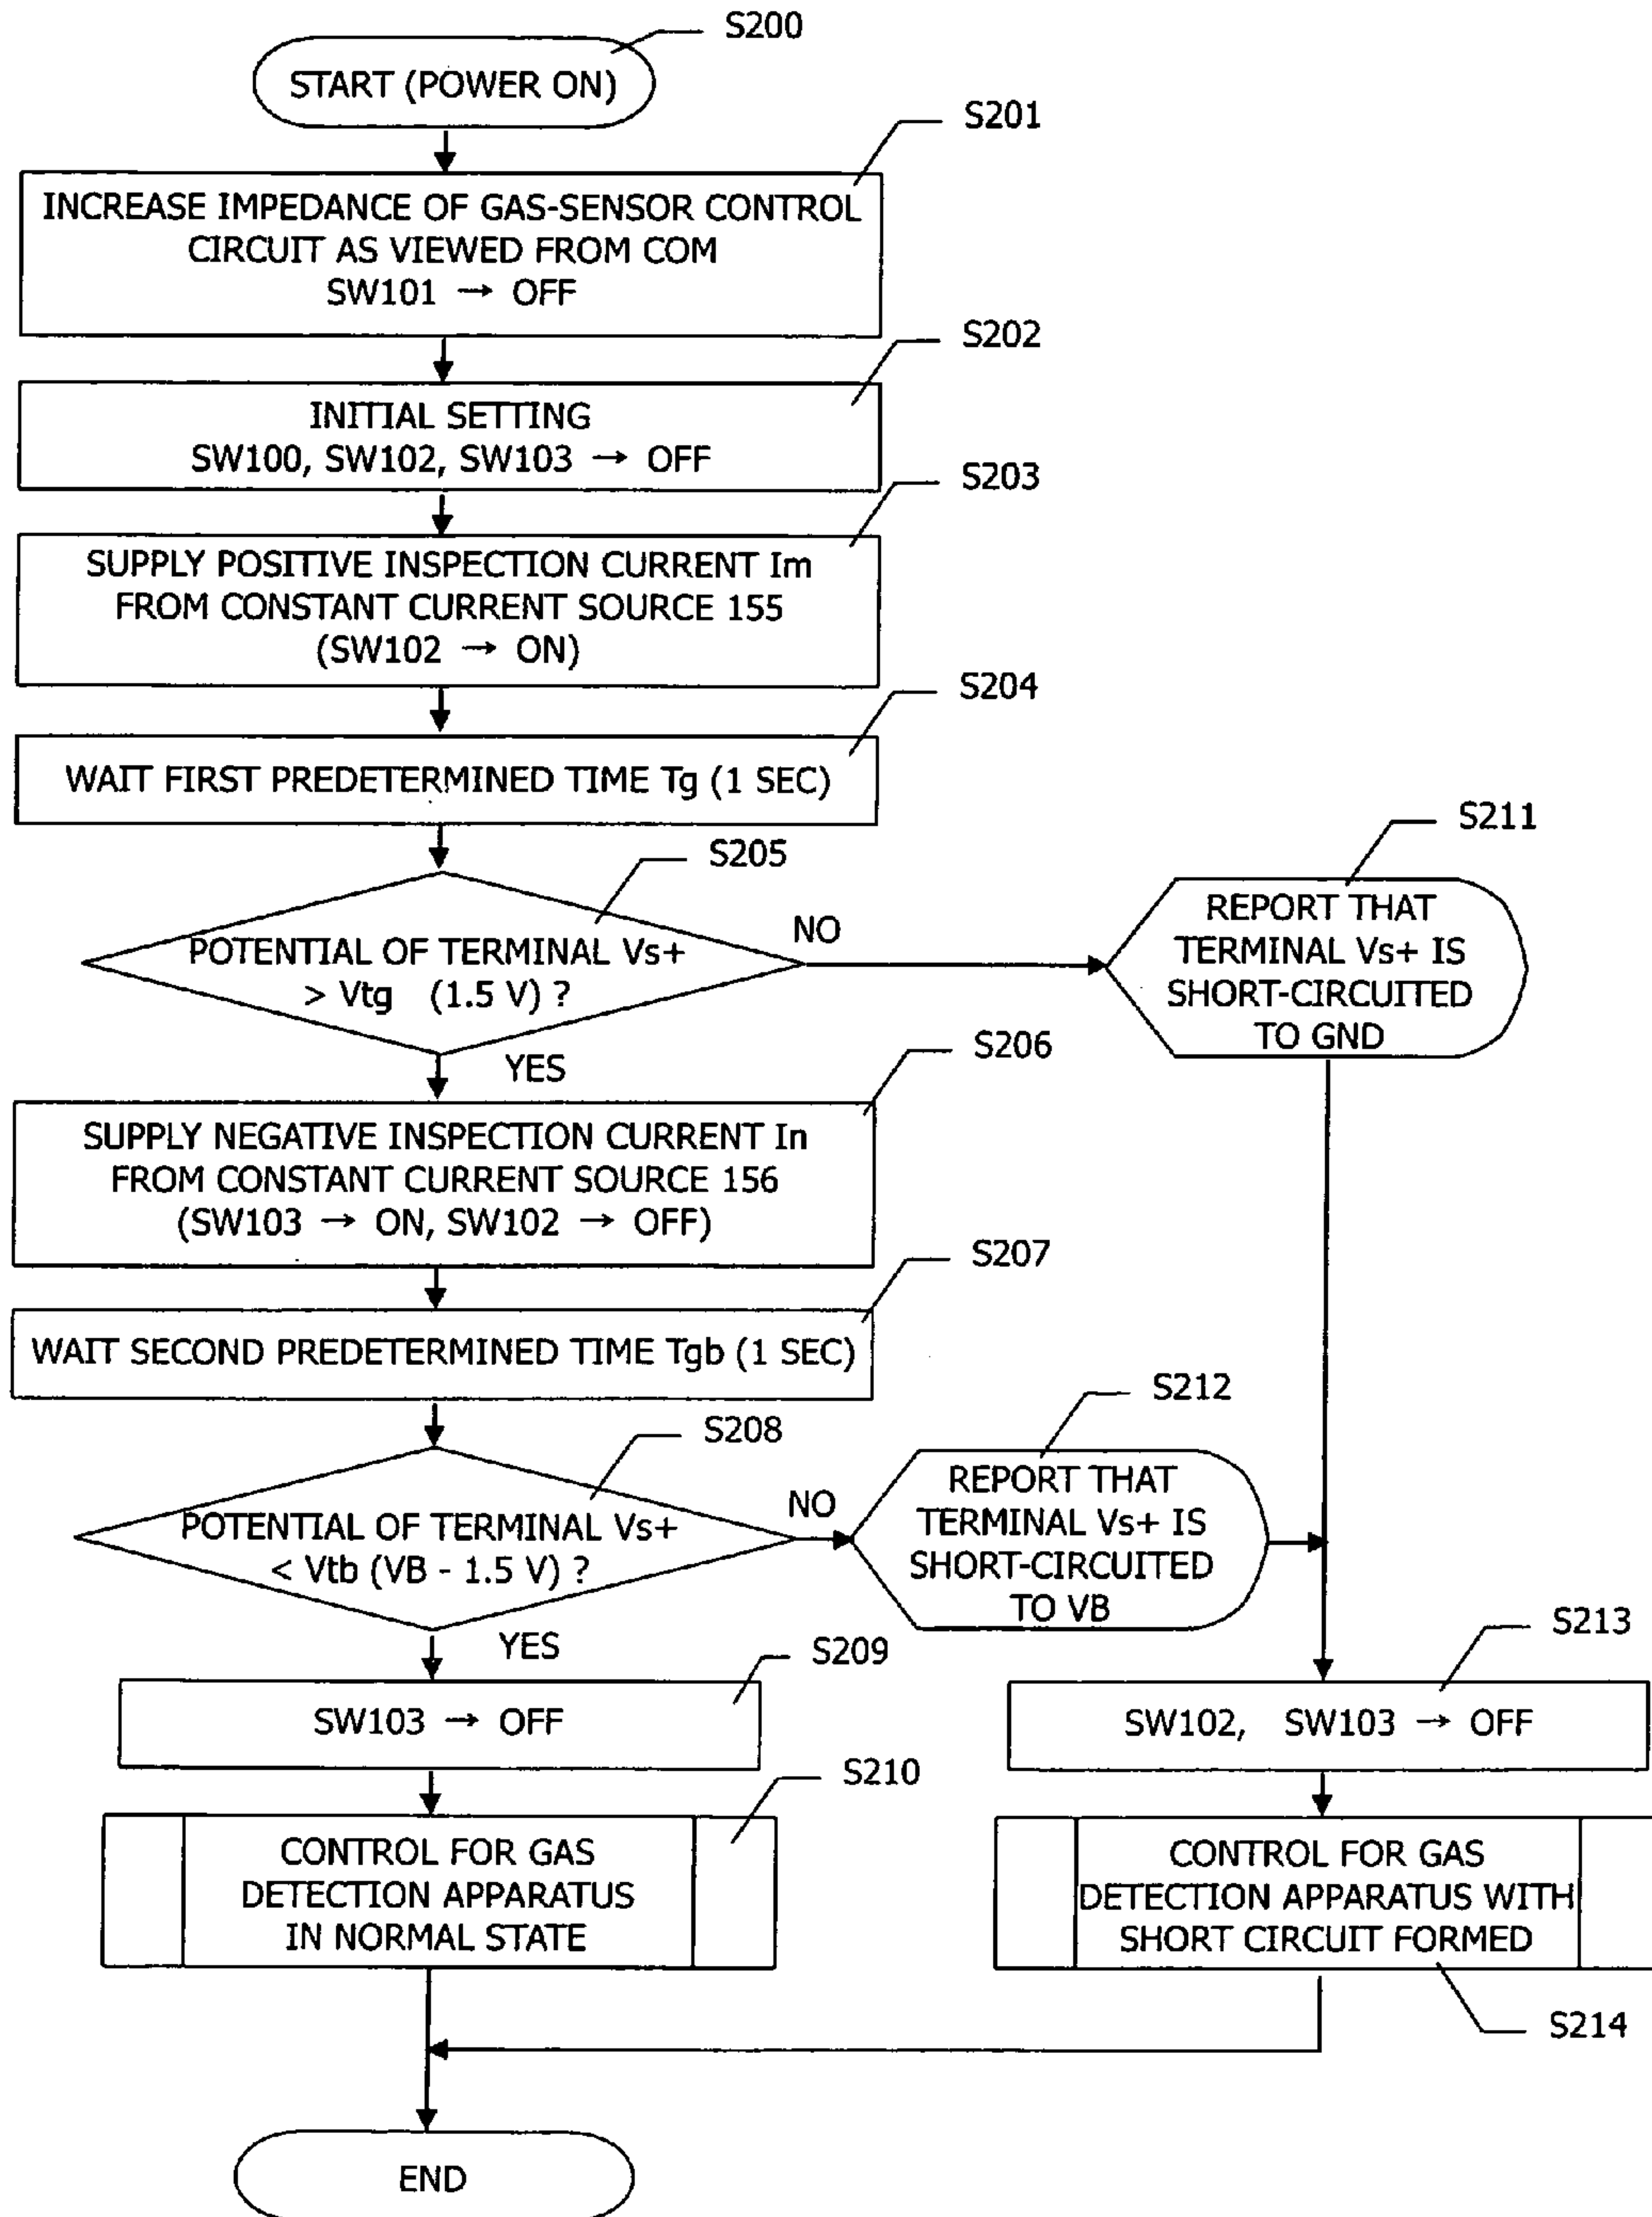 S200
START (POWER ON)
S201
INCREASE IMPEDANCE OF GAS-SENSOR CONTROL
CIRCUIT AS VIEWED FROM COM
SW101 → OFF
S202
INITIAL SETTING
SW100, SW102, SW103 → OFF
S203
SUPPLY POSITIVE INSPECTION CURRENT Im
FROM CONSTANT CURRENT SOURCE 155
(SW102 → ON)
S204
WAIT FIRST PREDETERMINED TIME Tg (1 SEC)
S205
POTENTIAL OF TERMINAL Vs+
> Vtg (1.5 V) ?
NO
YES
S211
REPORT THAT
TERMINAL Vs+ IS
SHORT-CIRCUITED
TO GND
S206
SUPPLY NEGATIVE INSPECTION CURRENT In
FROM CONSTANT CURRENT SOURCE 156
(SW103 → ON, SW102 → OFF)
S207
WAIT SECOND PREDETERMINED TIME Tgb (1 SEC)
S208
POTENTIAL OF TERMINAL Vs+
< Vtb (VB - 1.5 V) ?
NO
YES
S212
REPORT THAT
TERMINAL Vs+ IS
SHORT-CIRCUITED
TO VB
S209
SW103 → OFF
S213
SW102, SW103 → OFF
S210
CONTROL FOR GAS
DETECTION APPARATUS
IN NORMAL STATE
CONTROL FOR GAS
DETECTION APPARATUS WITH
SHORT CIRCUIT FORMED
S214
END